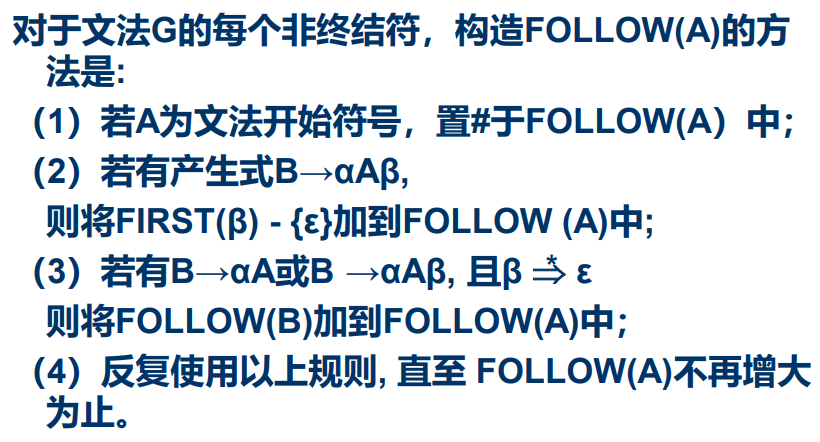 对于文法G的每个非终结符，构造FOLLOW(A)的方
法是:
（1）若A为文法开始符号，置#于FOLLOW(A）中；
（2）若有产生式B→αAβ,
则将FIRST(β) - {ε}加到FOLLOW (A)中;
（3）若有B→αA或B →αAβ, 且β ⇒* ε
则将FOLLOW(B)加到FOLLOW(A)中；
（4）反复使用以上规则, 直至 FOLLOW(A)不再增大
为止。